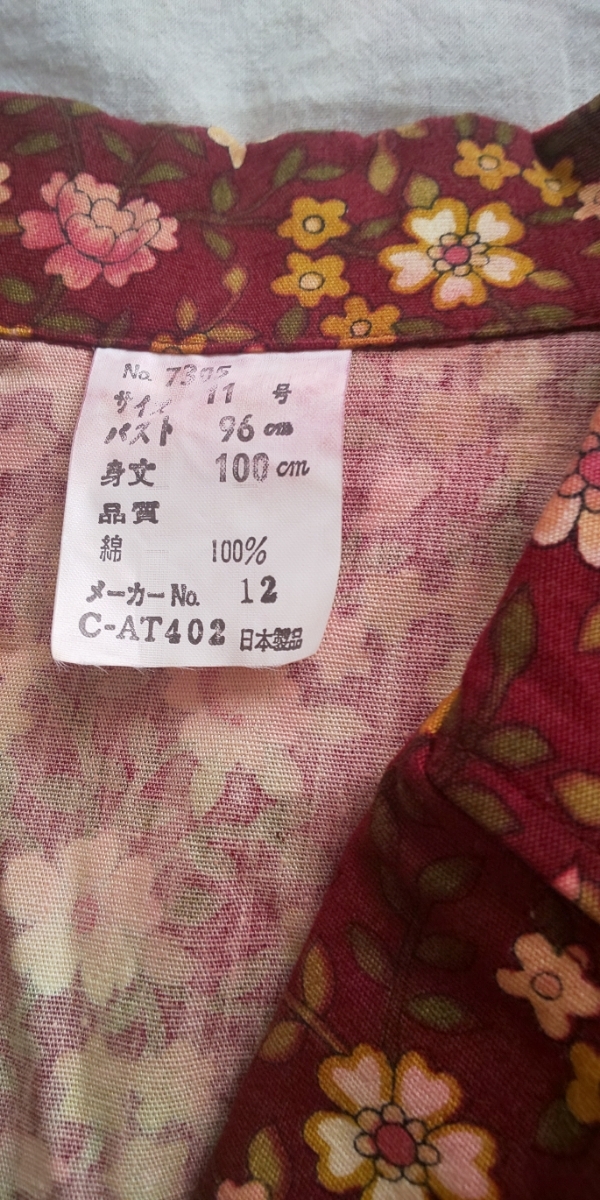 No. 7395
サイズ 11 号
バスト 96 cm
身丈 100 cm
品質
綿 100%
メーカーNo. 12
C-AT402 日本製品